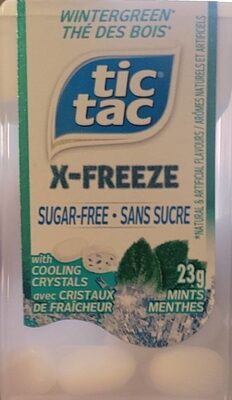 WINTERGREEN*
THÉ DES BOIS*
tic
tac
X-FREEZE
SUGAR-FREE • SANS SUCRE
*NATURAL & ARTIFICIAL FLAVOURS / ARÔMES NATURELS ET ARTIFICIELS
with
COOLING
CRYSTALS
avec CRISTAUX
DE FRAÎCHEUR
23g
MINTS
MENTHES